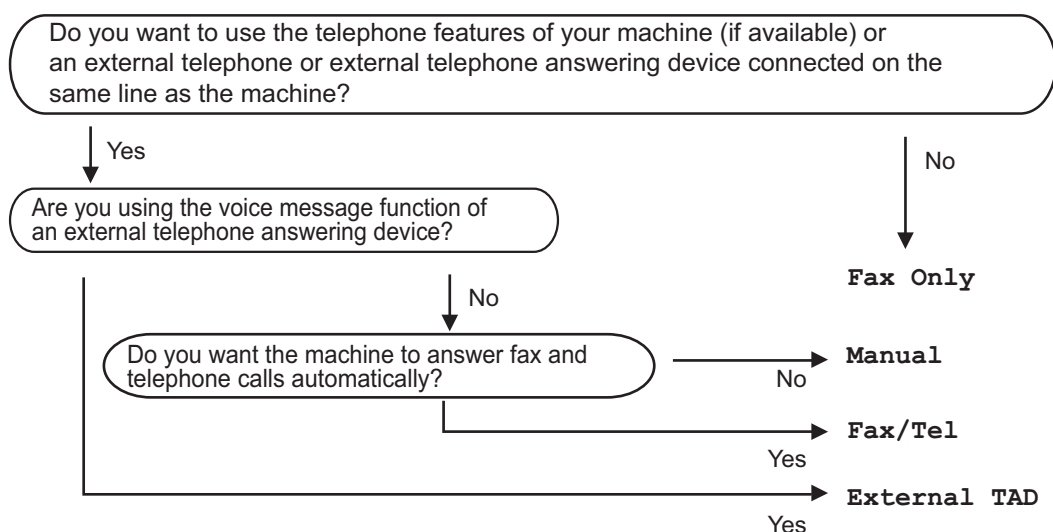 Do you want to use the telephone features of your machine (if available) or
an external telephone or external telephone answering device connected on the
same line as the machine?
Yes
No
Are you using the voice message function of
an external telephone answering device?
Fax Only
No
Do you want the machine to answer fax and
telephone calls automatically?
Manual
No
Fax/Tel
Yes
External TAD
Yes